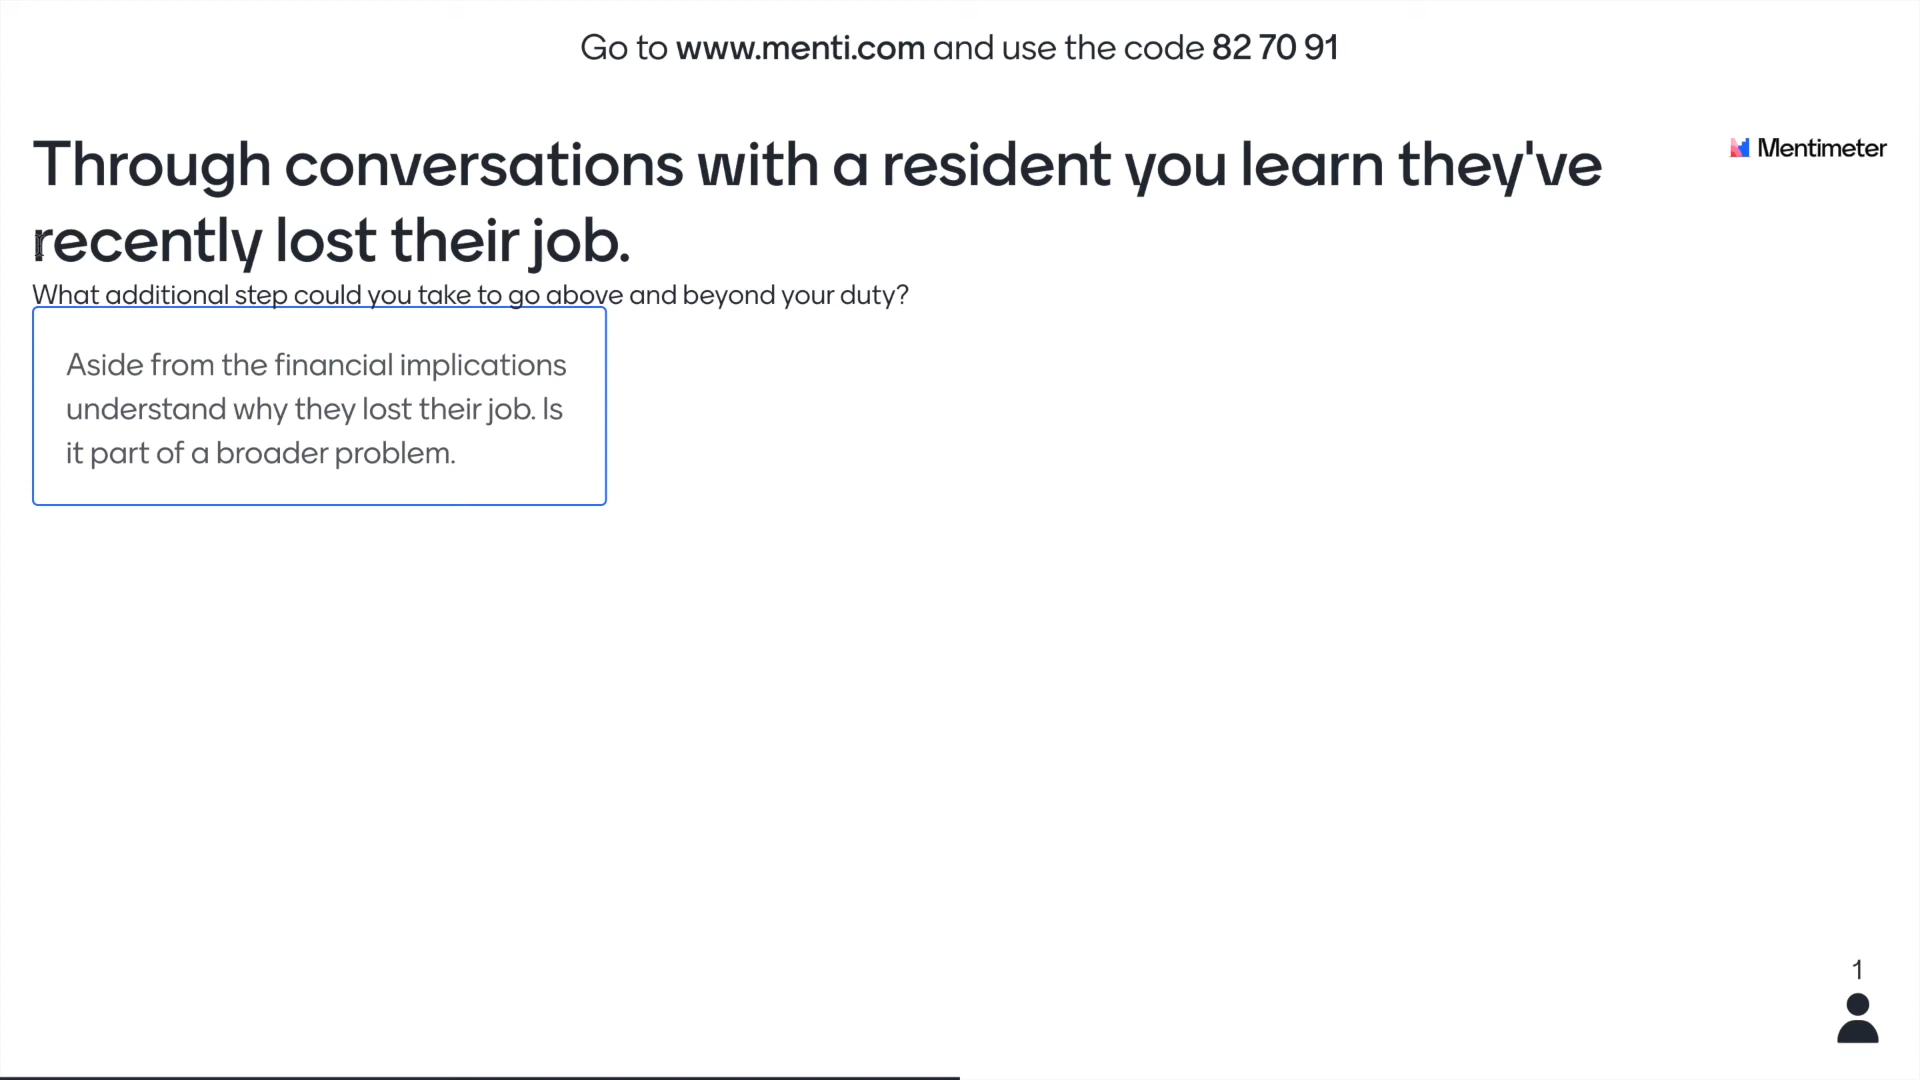 Go to www.menti.com and use the code 82 70 91
Through conversations with a resident you learn they've
recently lost their job.
Mentimeter
What additional step could you take to go above and beyond your duty?
Aside from the financial implications
understand why they lost their job. Is
it part of a broader problem.
1